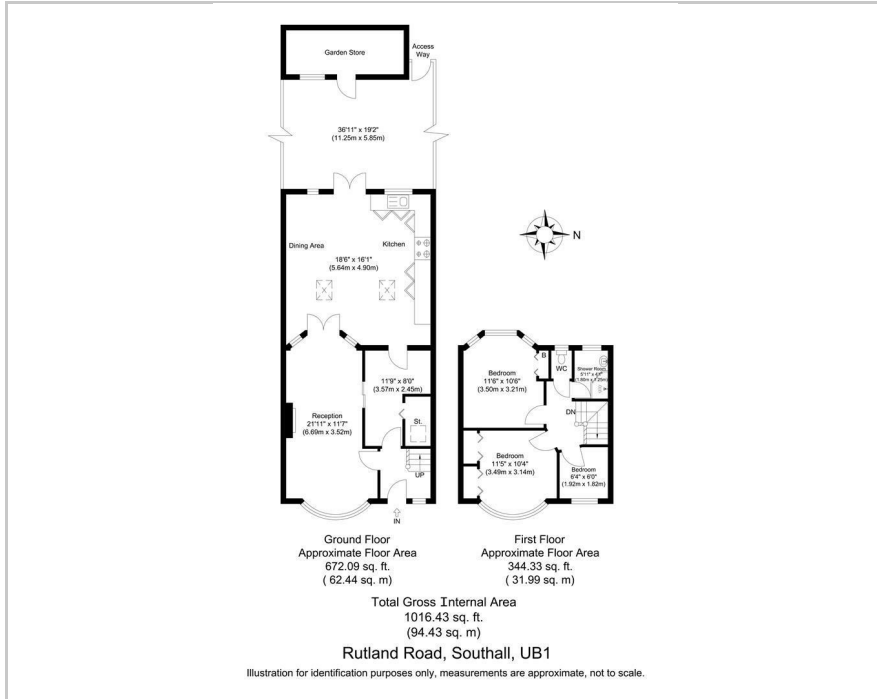 Garden Store
Access
Way
36'11" x 19'2"
(11.25m x 5.85m)
Dining Area
Kitchen
18'6" x 16'1"
(5.64m x 4.90m)
N
11'9" x 8'0"
(3.57m x 2.45m)
Reception
21'11" x 11'7"
(6.69m x 3.52m)
St.
UP
IN
Bedroom
11'6" x 10'6"
(3.50m x 3.21m)
B
WC
Shower Room
DN
Bedroom
11'5" x 10'4"
(3.49m x 3.14m)
Bedroom
6'4" x 6'0"
(1.92m x 1.82m)
Ground Floor
Approximate Floor Area
672.09 sq. ft.
( 62.44 sq. m)
First Floor
Approximate Floor Area
344.33 sq. ft.
( 31.99 sq. m)
Total Gross Internal Area
1016.43 sq. ft.
(94.43 sq. m)
Rutland Road, Southall, UB1
Illustration for identification purposes only, measurements are approximate, not to scale.